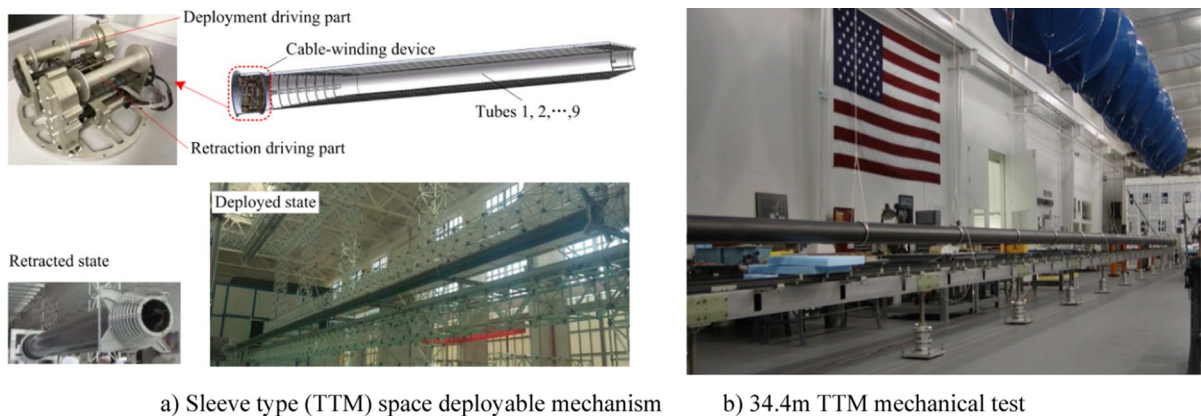 Deployment driving part
Cable-winding device
Tubes 1, 2,···,9
Retraction driving part
Deployed state
Retracted state
a) Sleeve type (TTM) space deployable mechanism
b) 34.4m TTM mechanical test